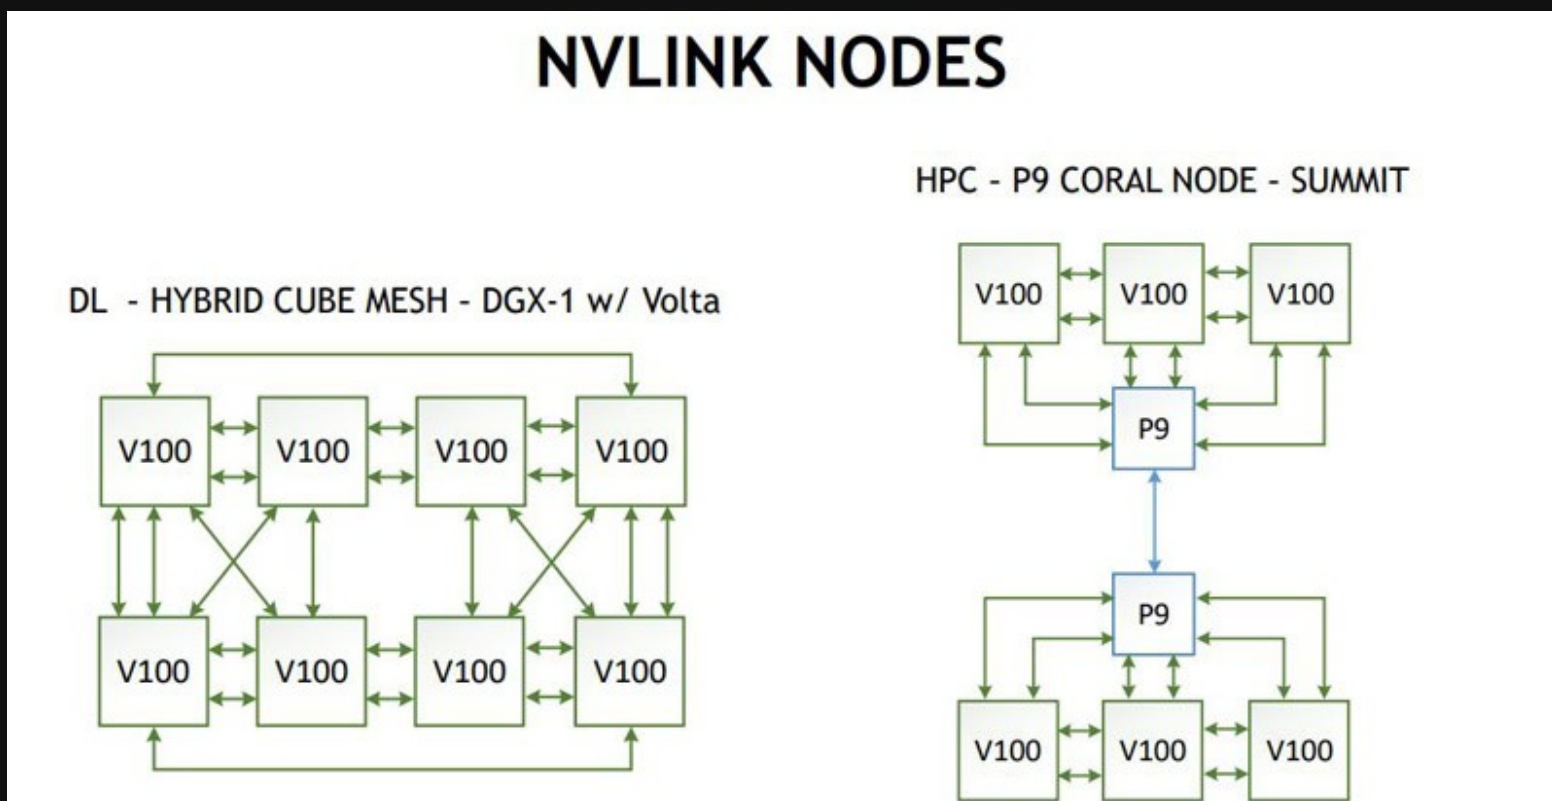 NVLINK NODES
HPC - P9 CORAL NODE - SUMMIT
DL - HYBRID CUBE MESH - DGX-1 w/ Volta
V100 V100 V100
P9
P9
V100 V100 V100
V100 V100 V100 V100
V100 V100 V100 V100